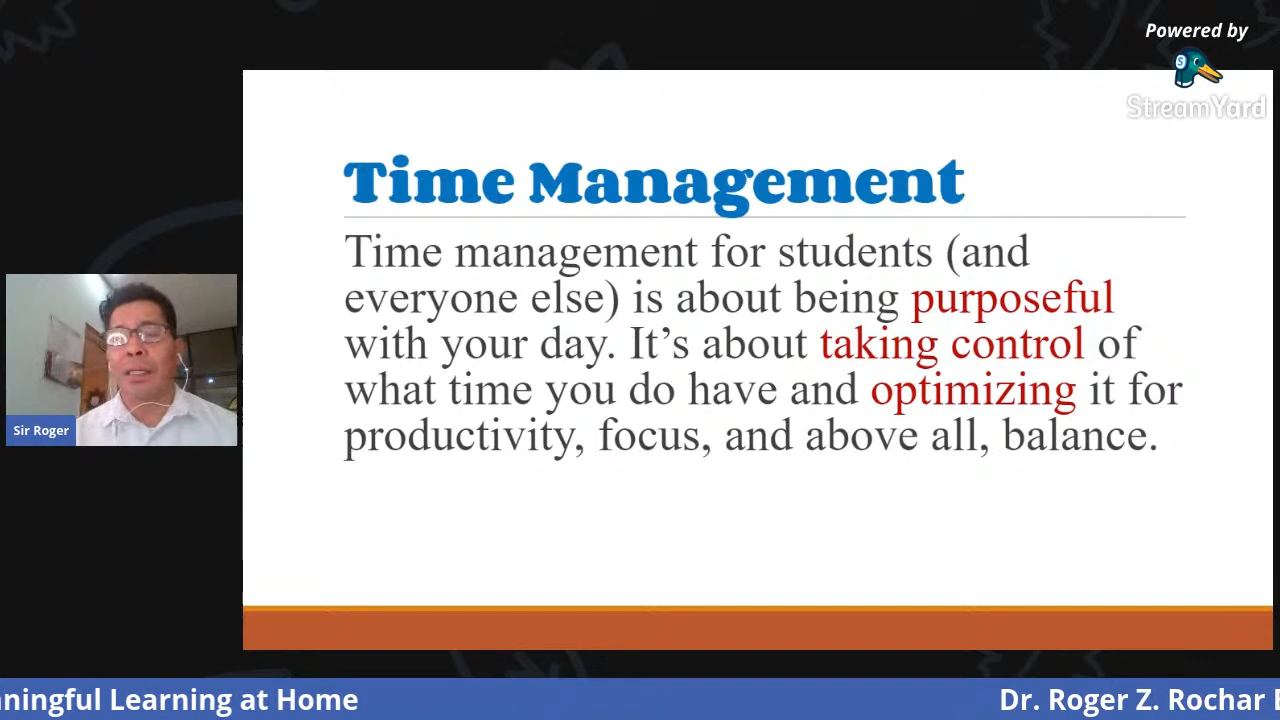 Powered by
StreamYard
Time Management
Time management for students (and
everyone else) is about being purposeful
with your day. It’s about taking control of
what time you do have and optimizing it for
productivity, focus, and above all, balance.
Sir Roger
Learning at Home
Dr. Roger Z. Rochar